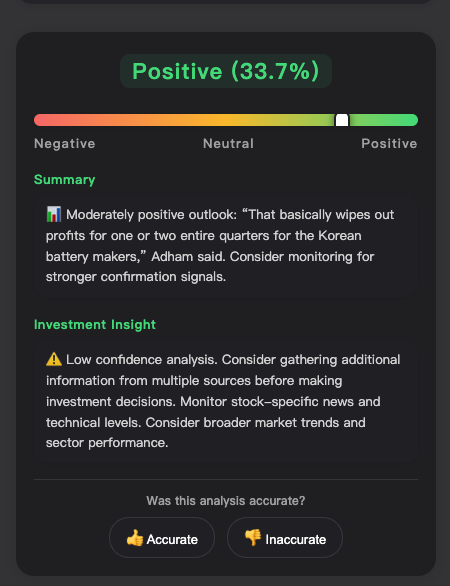 Positive (33.7%)
Negative Neutral Positive
Summary
📊 Moderately positive outlook: “That basically wipes out
profits for one or two entire quarters for the Korean
battery makers,” Adham said. Consider monitoring for
stronger confirmation signals.
Investment Insight
⚠️ Low confidence analysis. Consider gathering additional
information from multiple sources before making
investment decisions. Monitor stock-specific news and
technical levels. Consider broader market trends and
sector performance.
Was this analysis accurate?
👍 Accurate 👎 Inaccurate